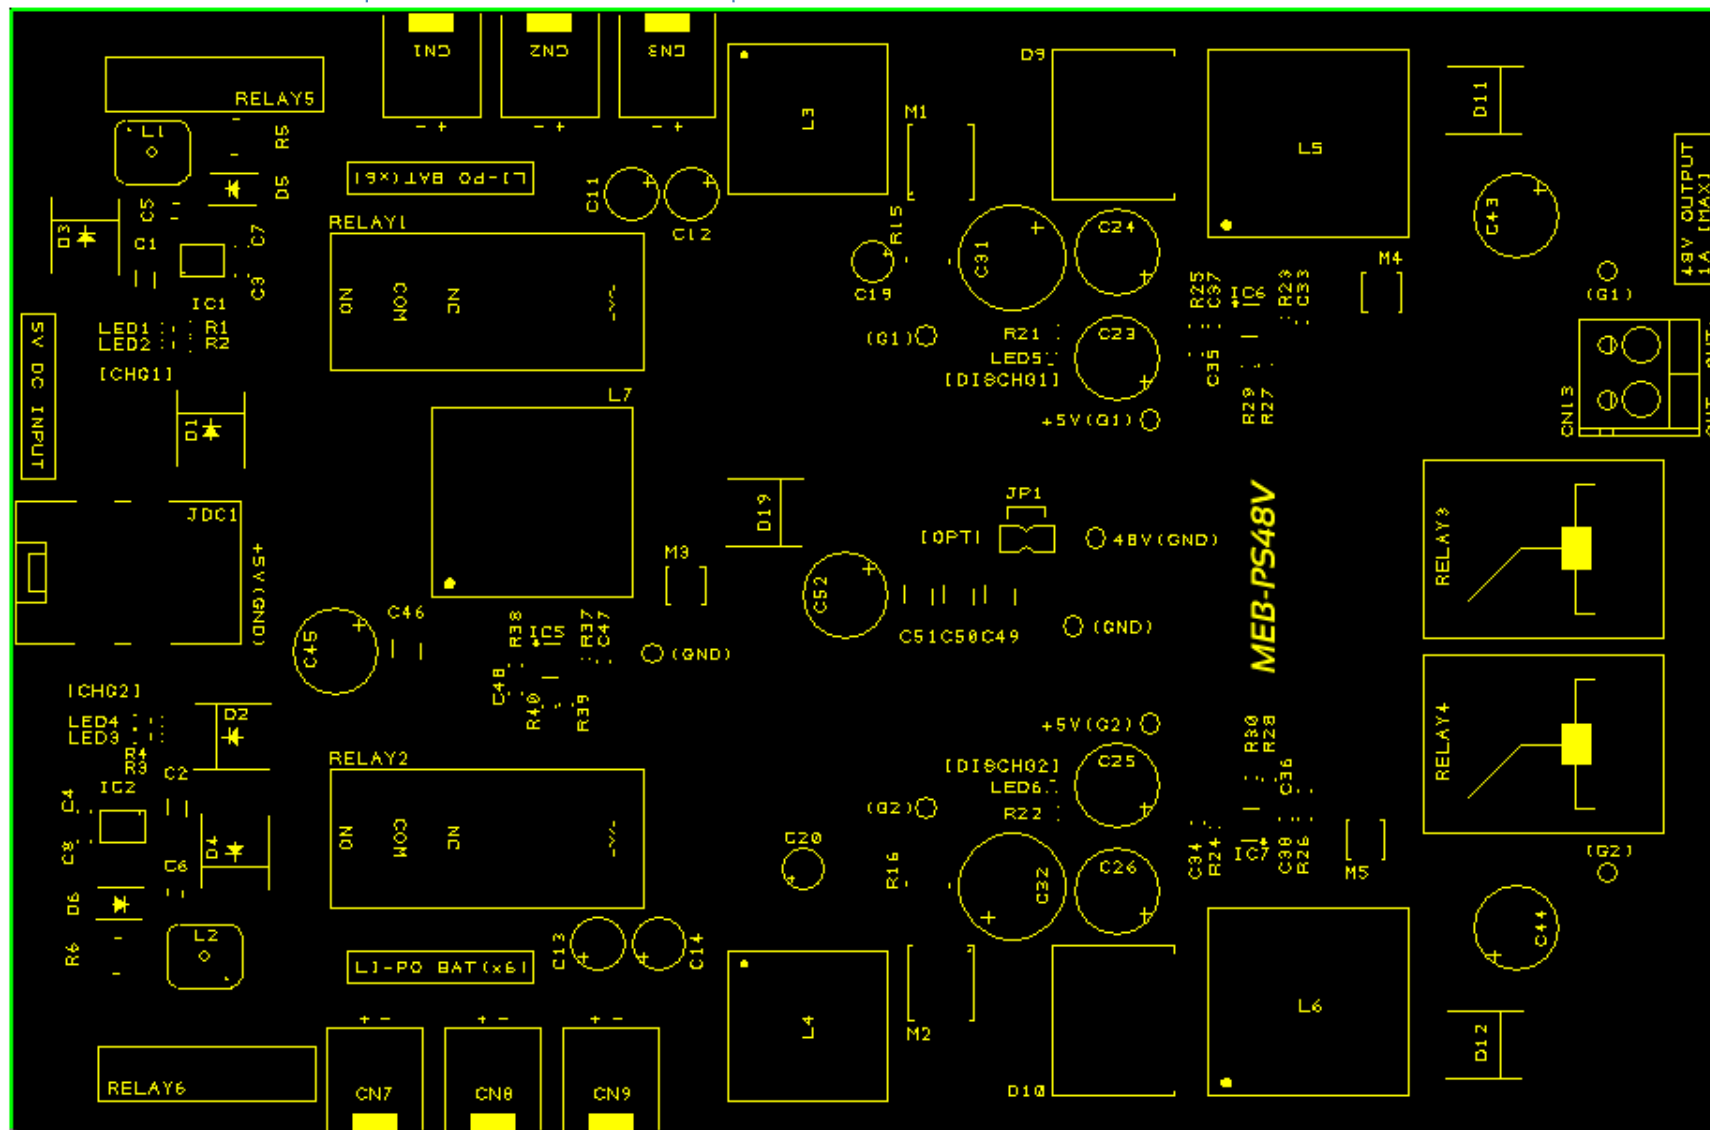 CN1
CN2
CN3
D9
D11
RELAY5
L1
R5
L3
M1
L5
48V OUTPUT
1A [MAX]
LI-PO BAT(x6)
D5
C5
C11
C12
C43
RELAY1
D3
C1
C7
C9
IC1
NO
COM
NC
R15
C19
C31
C24
M4
(G1)
R25
C37
IC6
R23
C33
LED1
R1
LED2
R2
[CHG1]
(G1)
R21
C23
LED5
[DISCHG1]
C35
5V DC INPUT
D1
L7
+5V(G1)
R29
R27
CN13
JDC1
D19
JP1
[OPT]
48V(GND)
MEB-PS48V
RELAY3
+5V(GND)
M3
C52
C45
C46
R38
IC5
R37
C47
(GND)
C51
C50
C49
(GND)
C48
R40
R39
[CHG2]
LED4
LED3
R4
R3
D2
+5V(G2)
R30
R28
RELAY4
RELAY2
[DISCHG2]
C25
LED6
C36
C2
IC2
C4
NO
COM
NC
(G2)
R22
D4
C20
C34
R24
IC7
C38
R26
M5
(G2)
C6
R16
C32
C26
D6
R6
L2
C13
C14
C44
LI-PO BAT(x6)
L4
M2
L6
D12
RELAY6
CN7
CN8
CN9
D10